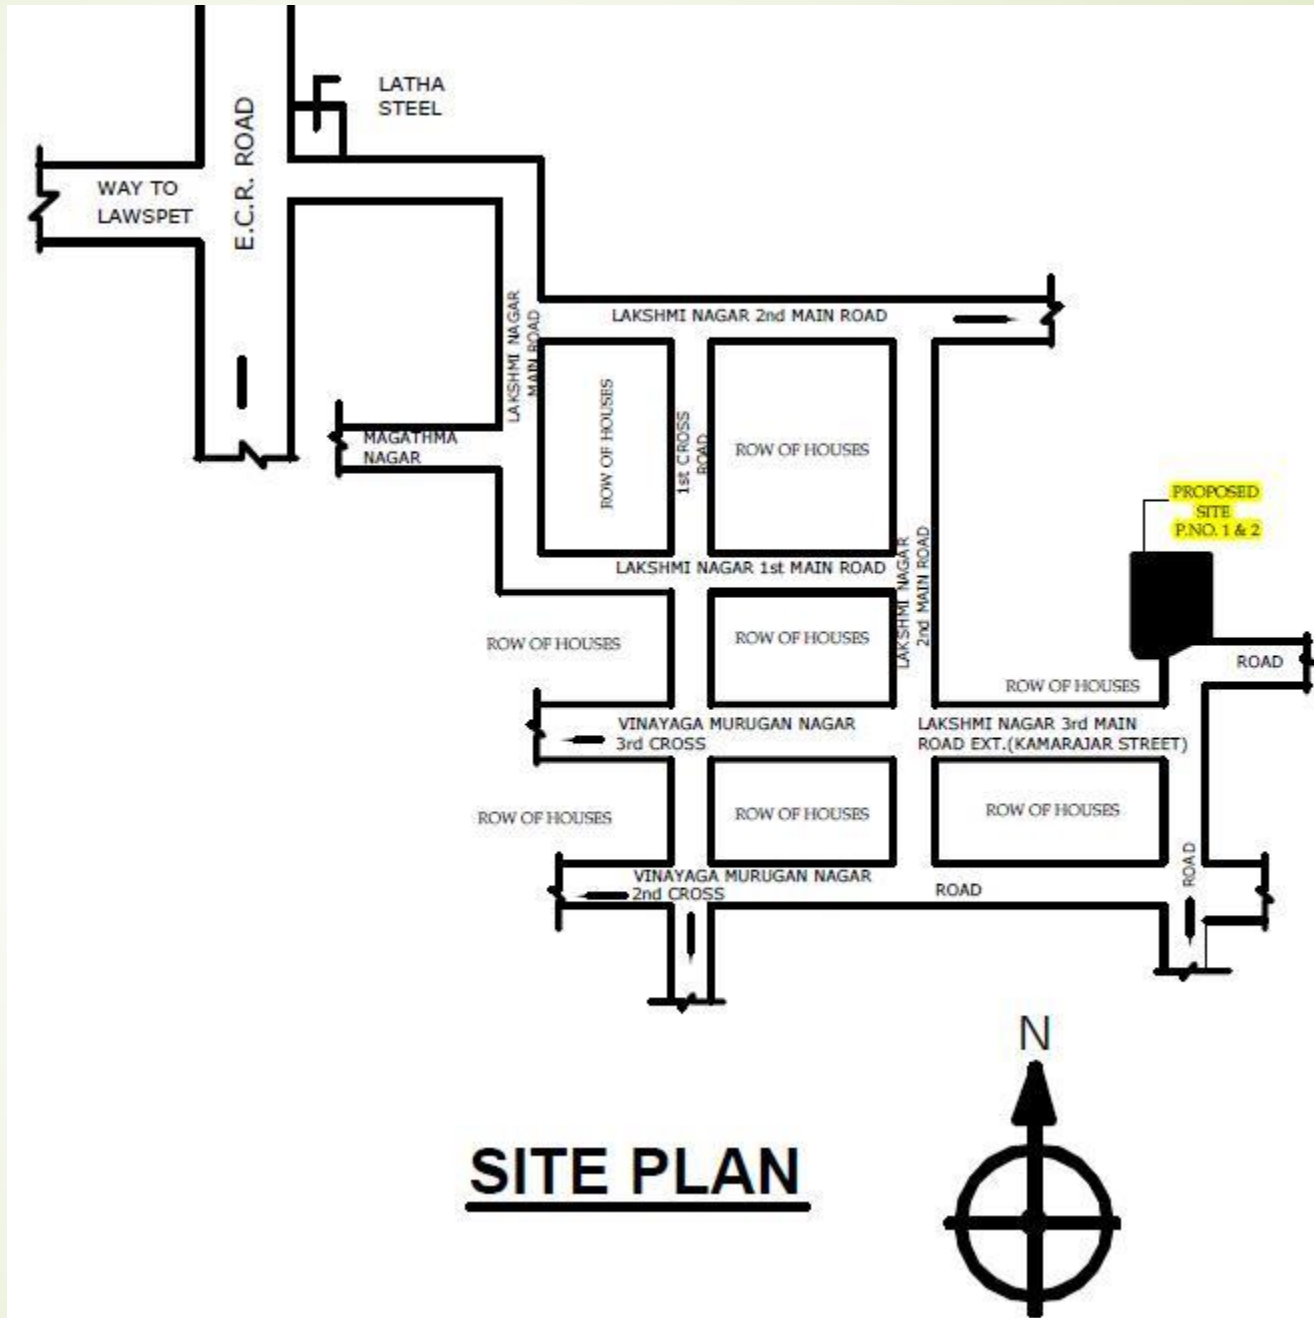 LATHA
STEEL
E.C.R. ROAD
WAY TO
LAWSPET
LAKSHMI NAGAR
MAIN ROAD
LAKSHMI NAGAR 2nd MAIN ROAD
MAGATHMA
NAGAR
ROW OF HOUSES
1st CROSS
ROAD
ROW OF HOUSES
PROPOSED
SITE
P.NO. 1 & 2
LAKSHMI NAGAR 1st MAIN ROAD
LAKSHMI NAGAR
2nd MAIN ROAD
ROW OF HOUSES
ROW OF HOUSES
ROAD
ROW OF HOUSES
VINAYAGA MURUGAN NAGAR
3rd CROSS
LAKSHMI NAGAR 3rd MAIN
ROAD EXT.(KAMARAJAR STREET)
ROW OF HOUSES
ROW OF HOUSES
ROW OF HOUSES
VINAYAGA MURUGAN NAGAR
2nd CROSS
ROAD
ROAD
N
SITE PLAN